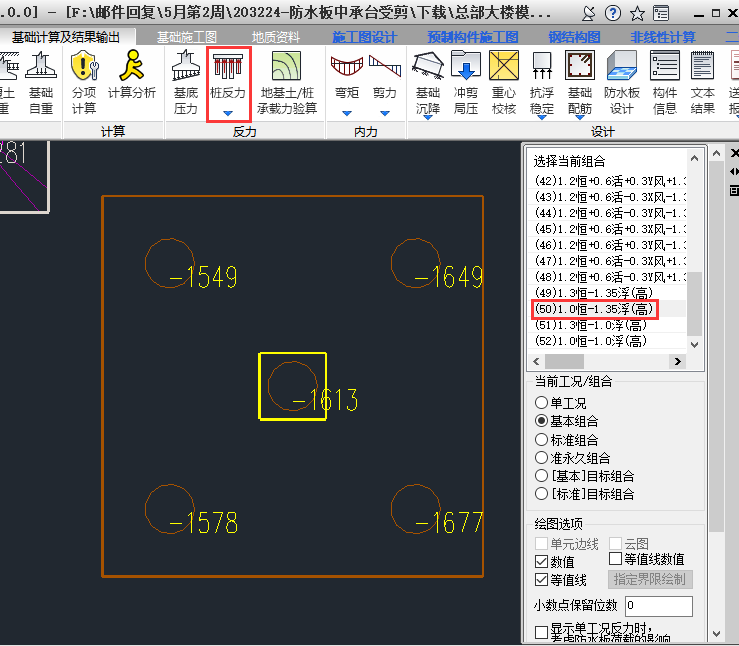 .0.0] - [F:\邮件回复\5月第2周\203224-防水板中承台受剪\下载\总部大楼模...
基础计算及结果输出 基础施工图 地质资料 施工图设计 预制构件施工图 钢结构图 非线性计算 二
土 基础 分项 计算分析 基底 桩反力 地基土/桩 弯矩 剪力 基础 冲剪 重心 抗浮 基础 防水板 构件 文本 送
重 自重 计算 压力 承载力验算 沉降 局压 校核 稳定 配筋 设计 信息 结果 报
计算 反力 内力 设计
281
-1549
-1649
-1613
-1578
-1677
选择当前组合
(42)1.2恒+0.6活+0.3Y风+1.3
(43)1.2恒+0.6活-0.3X风-1.3
(44)1.2恒+0.6活-0.3Y风-1.3
(45)1.2恒+0.6活+0.3X风-1.3
(46)1.2恒+0.6活+0.3Y风-1.3
(47)1.2恒+0.6活-0.3X风+1.3
(48)1.2恒+0.6活-0.3Y风+1.3
(49)1.3恒-1.35浮(高)
(50)1.0恒-1.35浮(高)
(51)1.3恒-1.0浮(高)
(52)1.0恒-1.0浮(高)
当前工况/组合
单工况
基本组合
标准组合
准永久组合
[基本]目标组合
[标准]目标组合
绘图选项
单元边线 云图
数值 等值线数值
等值线 指定界限绘制
小数点保留位数 0
显示单工况反力时，
考虑防水板荷载的影响